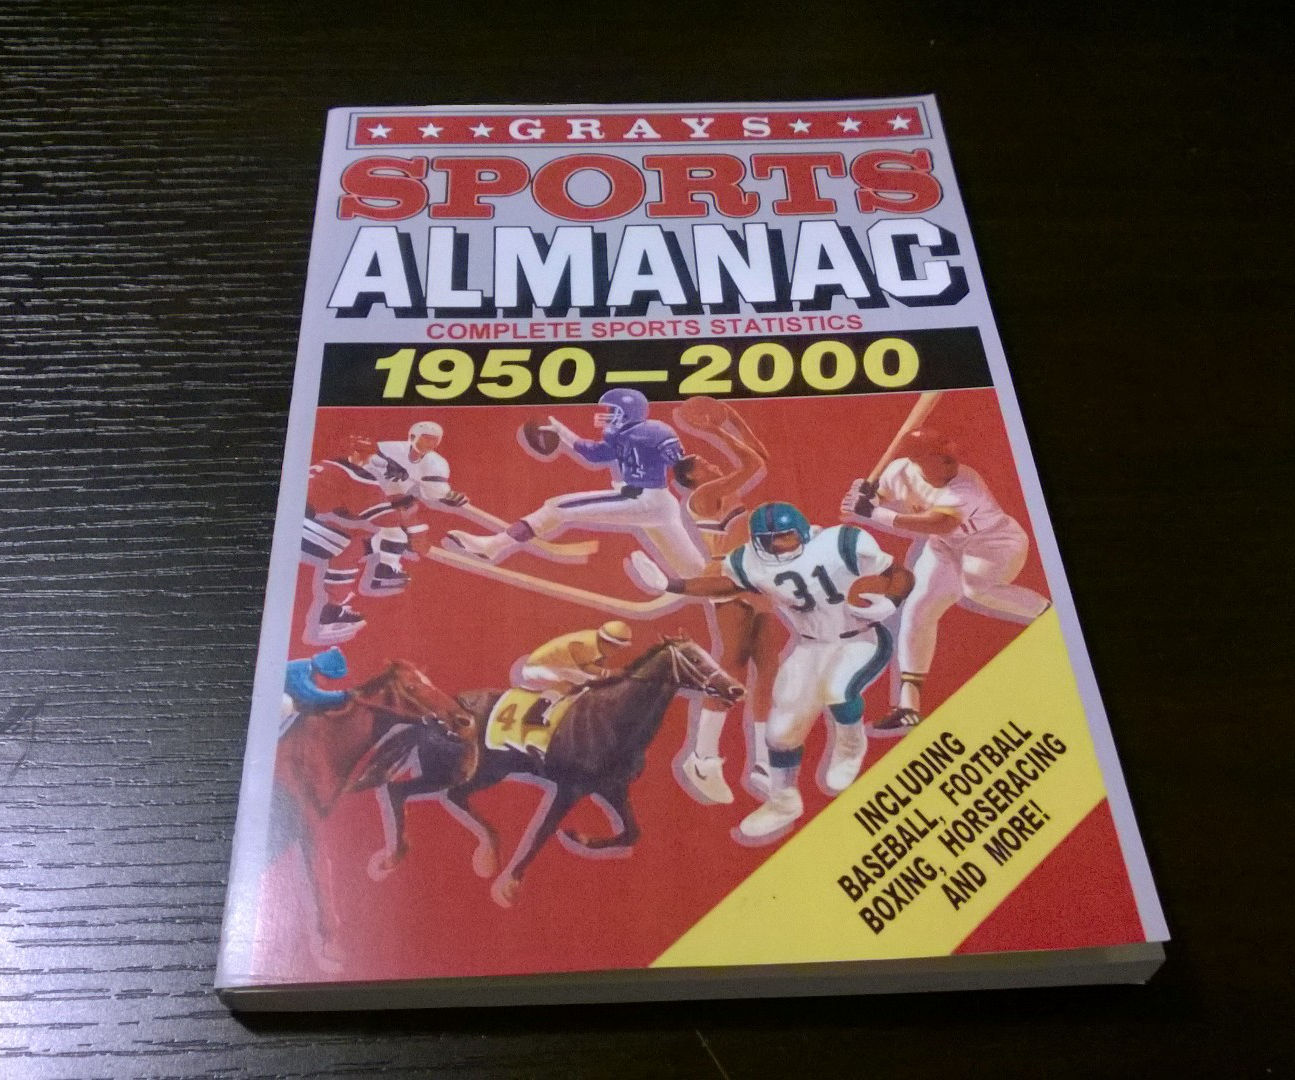 GRAYS
SPORTS
ALMANAC
COMPLETE SPORTS STATISTICS
1950-2000
31
4
INCLUDING
BASEBALL, FOOTBALL
BOXING, HORSERACING
AND MORE!